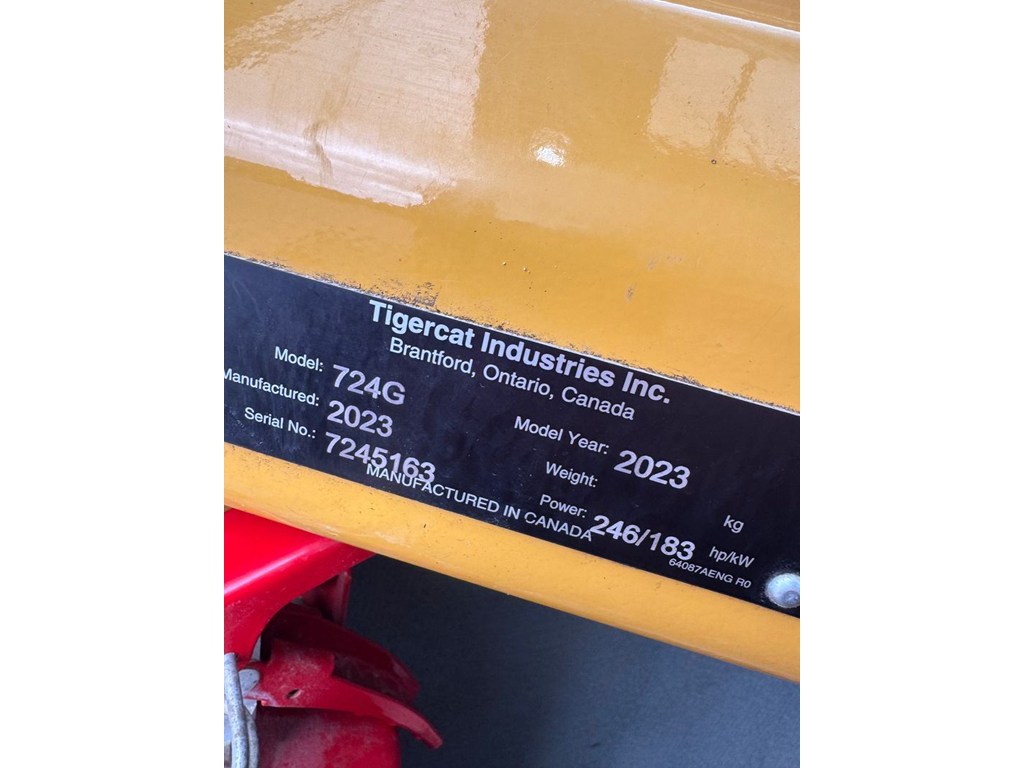 Tigercat Industries Inc.
Brantford, Ontario, Canada
Model: 724G
Manufactured: 2023
Serial No.: 7245163
Model Year: 2023
Weight: kg
Power: 246/183 hp/kW
MANUFACTURED IN CANADA
64087AENG R0